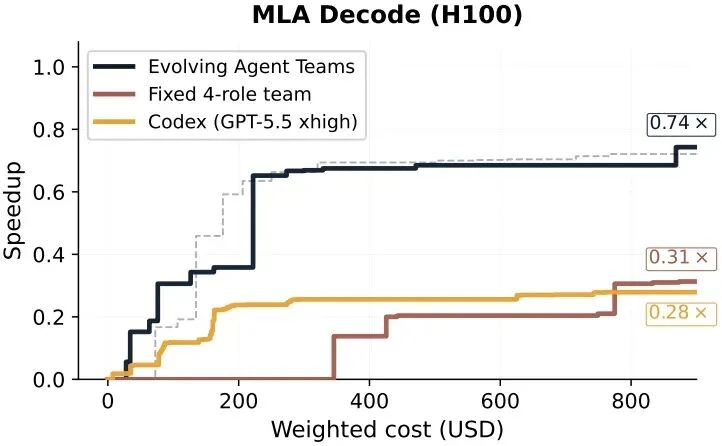 MLA Decode (H100)
Evolving Agent Teams
Fixed 4-role team
Codex (GPT-5.5 xhigh)
Speedup
1.0
0.8
0.6
0.4
0.2
0.0
0.74 ×
0.31 ×
0.28 ×
0
200
400
600
800
Weighted cost (USD)